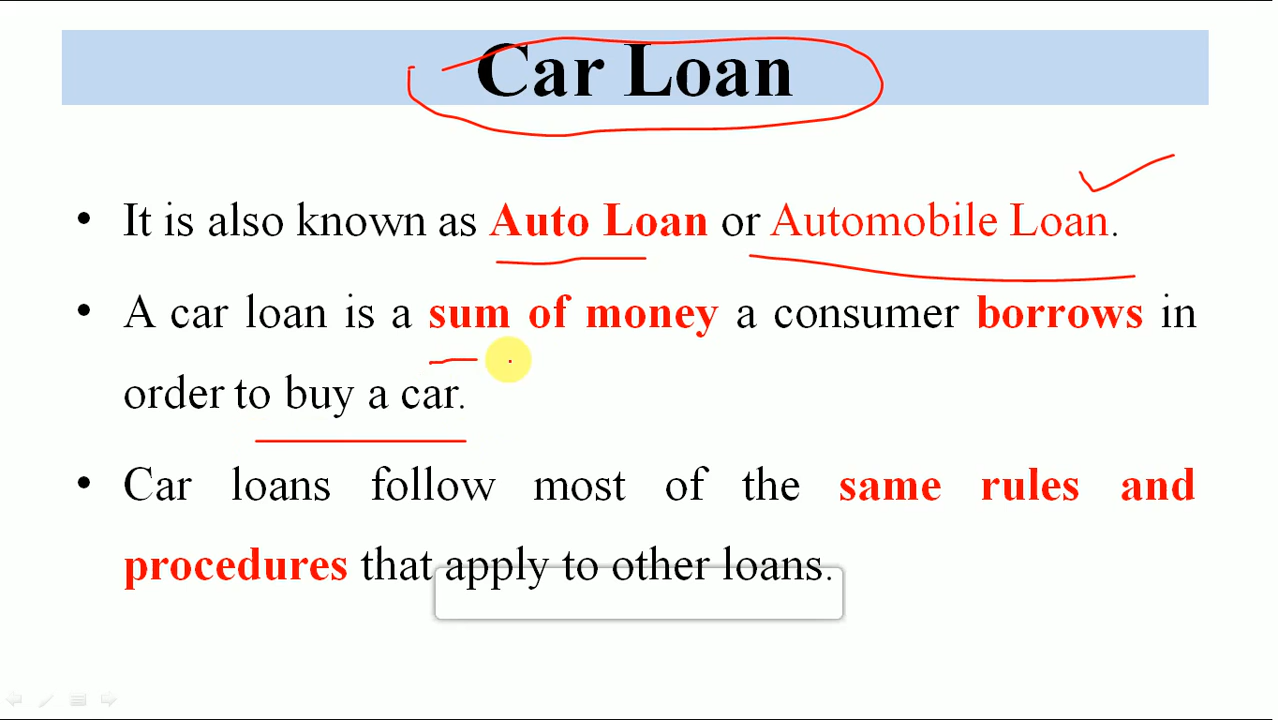 Car Loan
• It is also known as Auto Loan or Automobile Loan.
• A car loan is a sum of money a consumer borrows in
order to buy a car.
• Car loans follow most of the same rules and
procedures that apply to other loans.